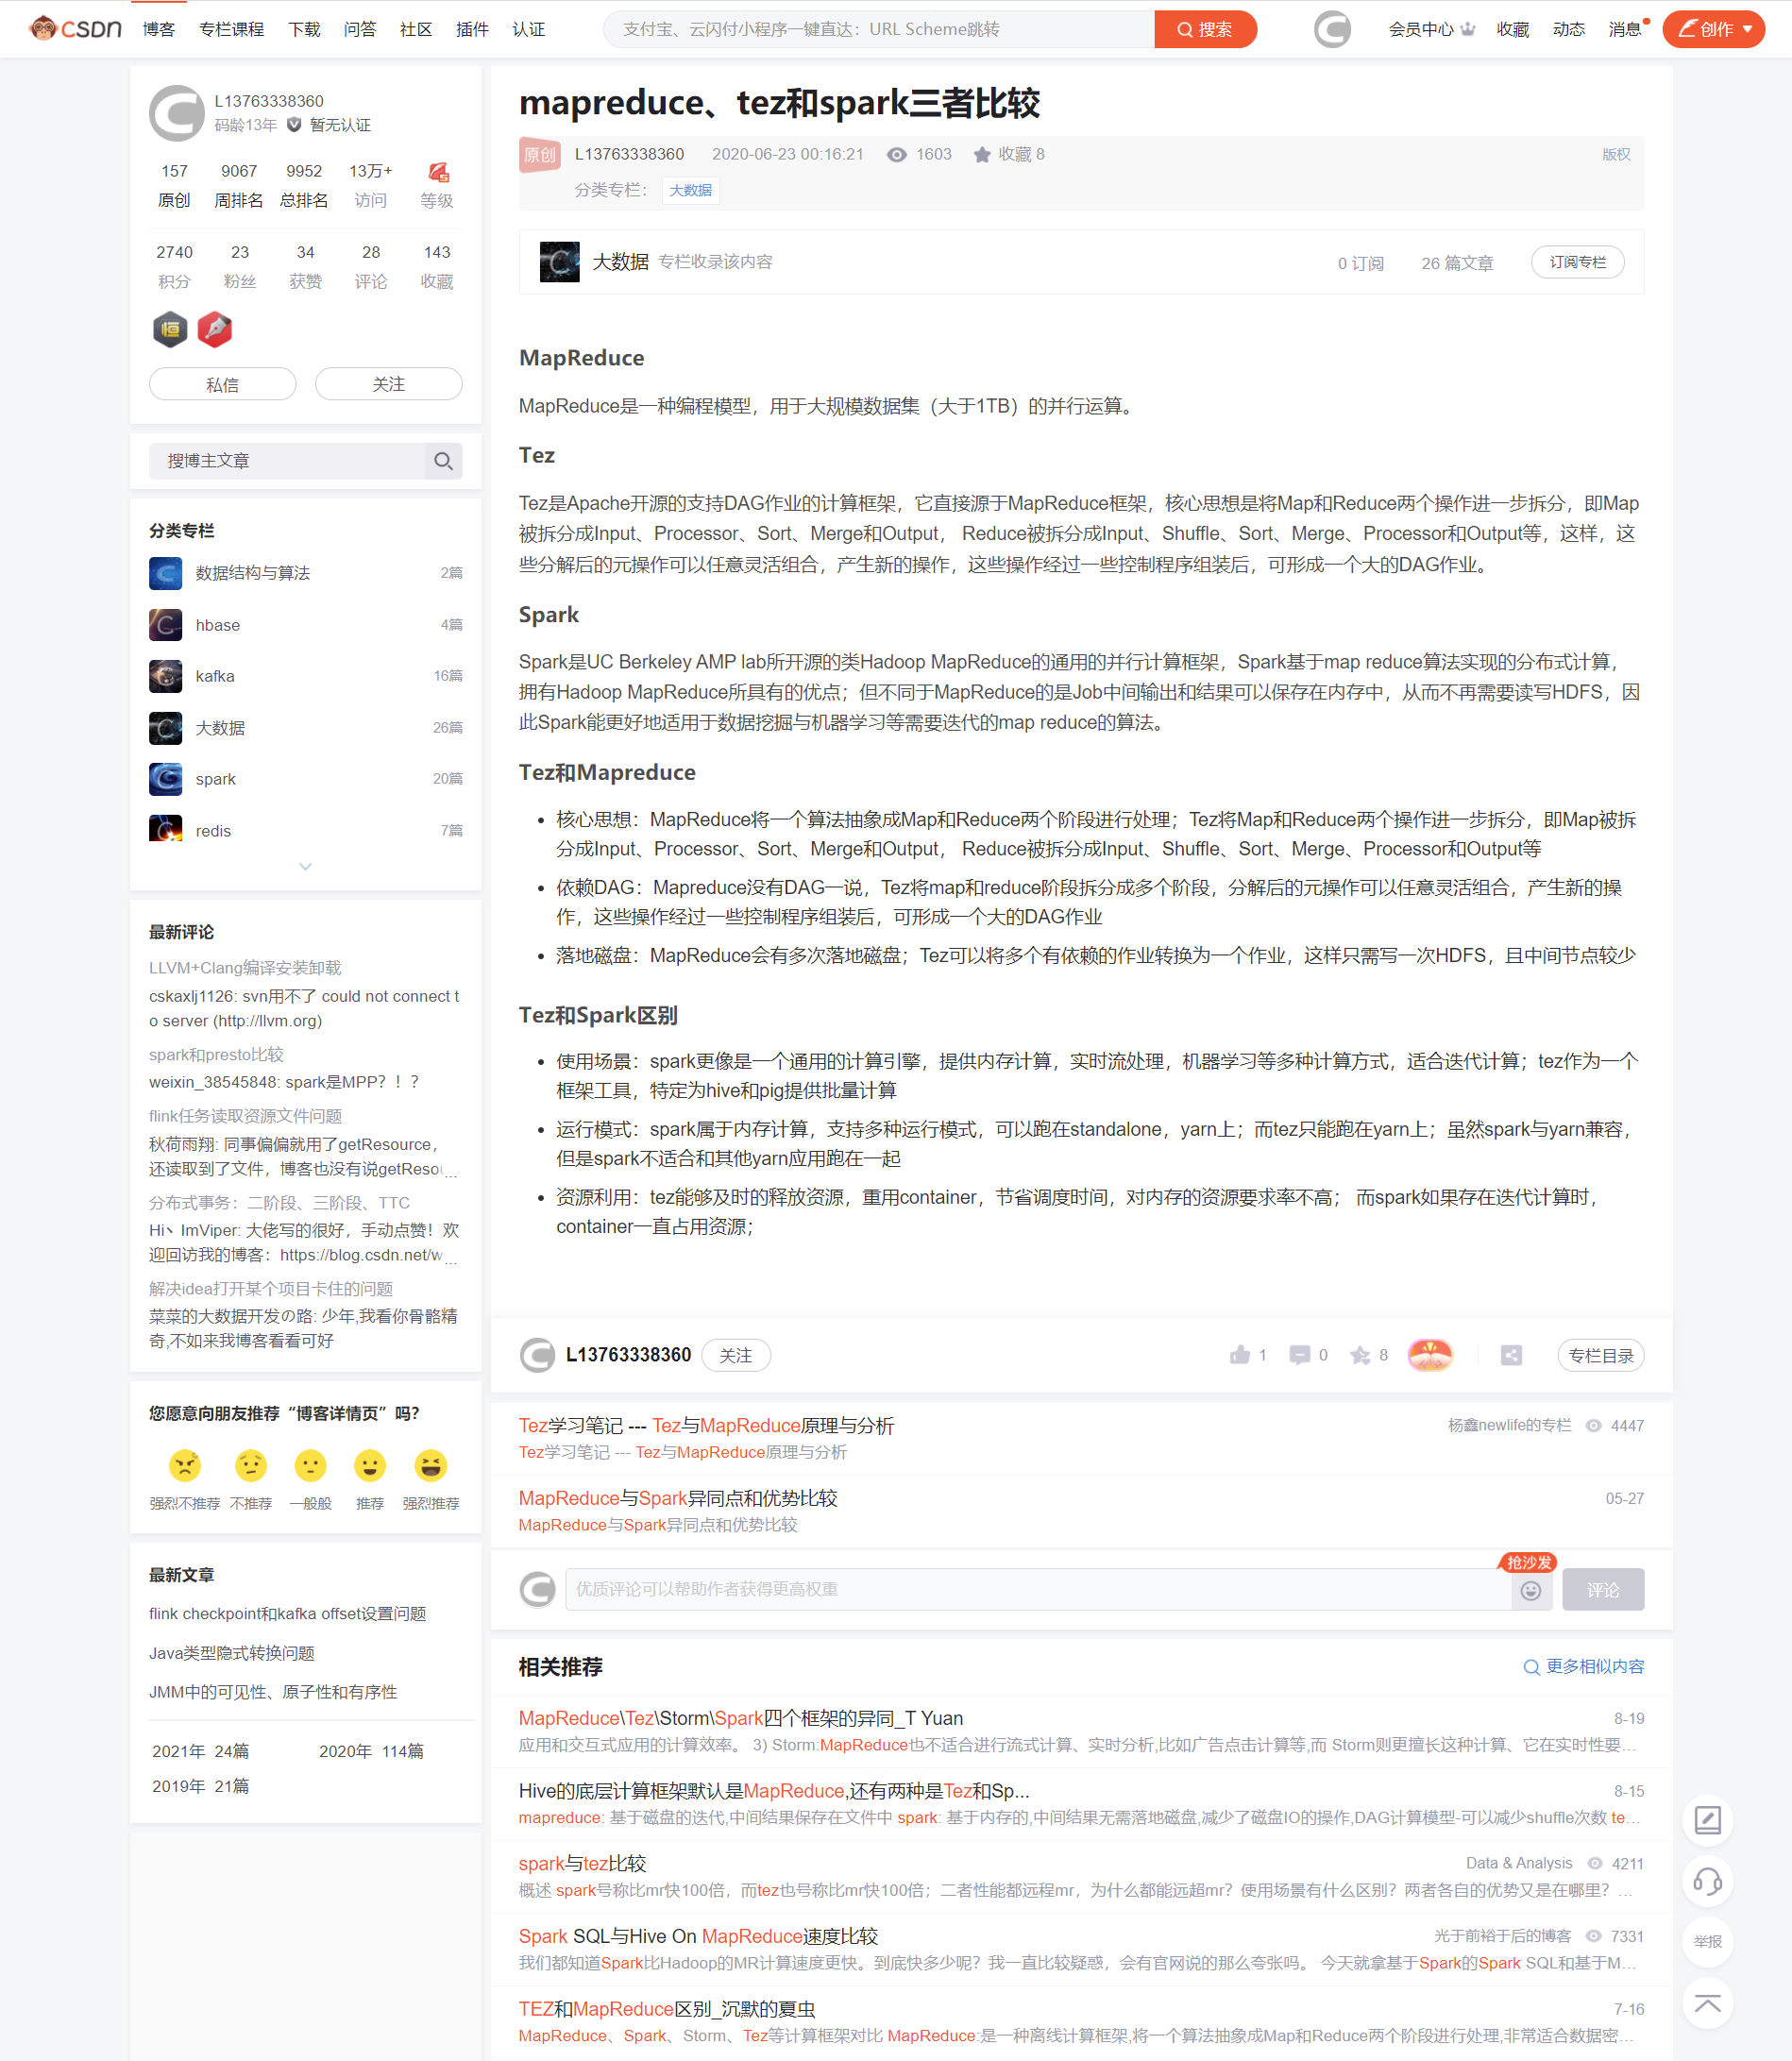 CSDN 博客 专栏课程 下载 问答 社区 插件 认证 支付宝、云闪付小程序一键直达：URL Scheme跳转 搜索 会员中心 收藏 动态 消息 创作
L13763338360
码龄13年 暂无认证
157 9067 9952 13万+
原创 周排名 总排名 访问 等级
2740 23 34 28 143
积分 粉丝 获赞 评论 收藏
私信 关注
搜博主文章
分类专栏
数据结构与算法 2篇
hbase 4篇
kafka 16篇
大数据 26篇
spark 20篇
redis 7篇
最新评论
LLVM+Clang编译安装卸载
cskaxlj1126: svn用不了 could not connect t
o server (http://llvm.org)
spark和presto比较
weixin_38545848: spark是MPP？！？
flink任务读取资源文件问题
秋荷雨翔: 同事偏偏就用了getResource，
还读取到了文件，博客也没有说getResou...
分布式事务：二阶段、三阶段、TTC
Hi丶ImViper: 大佬写的很好，手动点赞！欢
迎回访我的博客：https://blog.csdn.net/w...
解决idea打开某个项目卡住的问题
菜菜的大数据开发の路: 少年,我看你骨骼精
奇,不如来我博客看看可好
您愿意向朋友推荐“博客详情页”吗？
强烈不推荐 不推荐 一般般 推荐 强烈推荐
最新文章
flink checkpoint和kafka offset设置问题
Java类型隐式转换问题
JMM中的可见性、原子性和有序性
2021年 24篇 2020年 114篇
2019年 21篇
mapreduce、tez和spark三者比较
原创 L13763338360 2020-06-23 00:16:21 1603 收藏 8 版权
分类专栏： 大数据
大数据 专栏收录该内容 0 订阅 26 篇文章 订阅专栏
MapReduce
MapReduce是一种编程模型，用于大规模数据集（大于1TB）的并行运算。
Tez
Tez是Apache开源的支持DAG作业的计算框架，它直接源于MapReduce框架，核心思想是将Map和Reduce两个操作进一步拆分，即Map
被拆分成Input、Processor、Sort、Merge和Output， Reduce被拆分成Input、Shuffle、Sort、Merge、Processor和Output等，这样，这
些分解后的元操作可以任意灵活组合，产生新的操作，这些操作经过一些控制程序组装后，可形成一个大的DAG作业。
Spark
Spark是UC Berkeley AMP lab所开源的类Hadoop MapReduce的通用的并行计算框架，Spark基于map reduce算法实现的分布式计算，
拥有Hadoop MapReduce所具有的优点；但不同于MapReduce的是Job中间输出和结果可以保存在内存中，从而不再需要读写HDFS，因
此Spark能更好地适用于数据挖掘与机器学习等需要迭代的map reduce的算法。
Tez和Mapreduce
• 核心思想：MapReduce将一个算法抽象成Map和Reduce两个阶段进行处理；Tez将Map和Reduce两个操作进一步拆分，即Map被拆
分成Input、Processor、Sort、Merge和Output， Reduce被拆分成Input、Shuffle、Sort、Merge、Processor和Output等
• 依赖DAG：Mapreduce没有DAG一说，Tez将map和reduce阶段拆分成多个阶段，分解后的元操作可以任意灵活组合，产生新的操
作，这些操作经过一些控制程序组装后，可形成一个大的DAG作业
• 落地磁盘：MapReduce会有多次落地磁盘；Tez可以将多个有依赖的作业转换为一个作业，这样只需写一次HDFS，且中间节点较少
Tez和Spark区别
• 使用场景：spark更像是一个通用的计算引擎，提供内存计算，实时流处理，机器学习等多种计算方式，适合迭代计算；tez作为一个
框架工具，特定为hive和pig提供批量计算
• 运行模式：spark属于内存计算，支持多种运行模式，可以跑在standalone，yarn上；而tez只能跑在yarn上；虽然spark与yarn兼容，
但是spark不适合和其他yarn应用跑在一起
• 资源利用：tez能够及时的释放资源，重用container，节省调度时间，对内存的资源要求率不高； 而spark如果存在迭代计算时，
container一直占用资源；
L13763338360 关注 1 0 8 专栏目录
Tez学习笔记 --- Tez与MapReduce原理与分析 杨鑫newlife的专栏 4447
Tez学习笔记 --- Tez与MapReduce原理与分析
MapReduce与Spark异同点和优势比较 05-27
MapReduce与Spark异同点和优势比较
抢沙发
优质评论可以帮助作者获得更高权重 评论
相关推荐 更多相似内容
MapReduce\Tez\Storm\Spark四个框架的异同_T Yuan 8-19
应用和交互式应用的计算效率。 3) Storm:MapReduce也不适合进行流式计算、实时分析,比如广告点击计算等,而 Storm则更擅长这种计算、它在实时性要...
Hive的底层计算框架默认是MapReduce,还有两种是Tez和Sp... 8-15
mapreduce: 基于磁盘的迭代,中间结果保存在文件中 spark: 基于内存的,中间结果无需落地磁盘,减少了磁盘IO的操作,DAG计算模型-可以减少shuffle次数 te...
spark与tez比较 Data & Analysis 4211
概述 spark号称比mr快100倍，而tez也号称比mr快100倍；二者性能都远程mr，为什么都能远超mr？使用场景有什么区别？两者各自的优势又是在哪里？...
Spark SQL与Hive On MapReduce速度比较 光于前裕于后的博客 7331
我们都知道Spark比Hadoop的MR计算速度更快。到底快多少呢？我一直比较疑惑，会有官网说的那么夸张吗。 今天就拿基于Spark的Spark SQL和基于M...
TEZ和MapReduce区别_沉默的夏虫 7-16
MapReduce、Spark、Storm、Tez等计算框架对比 MapReduce:是一种离线计算框架,将一个算法抽象成Map和Reduce两个阶段进行处理,非常适合数据密...
举报